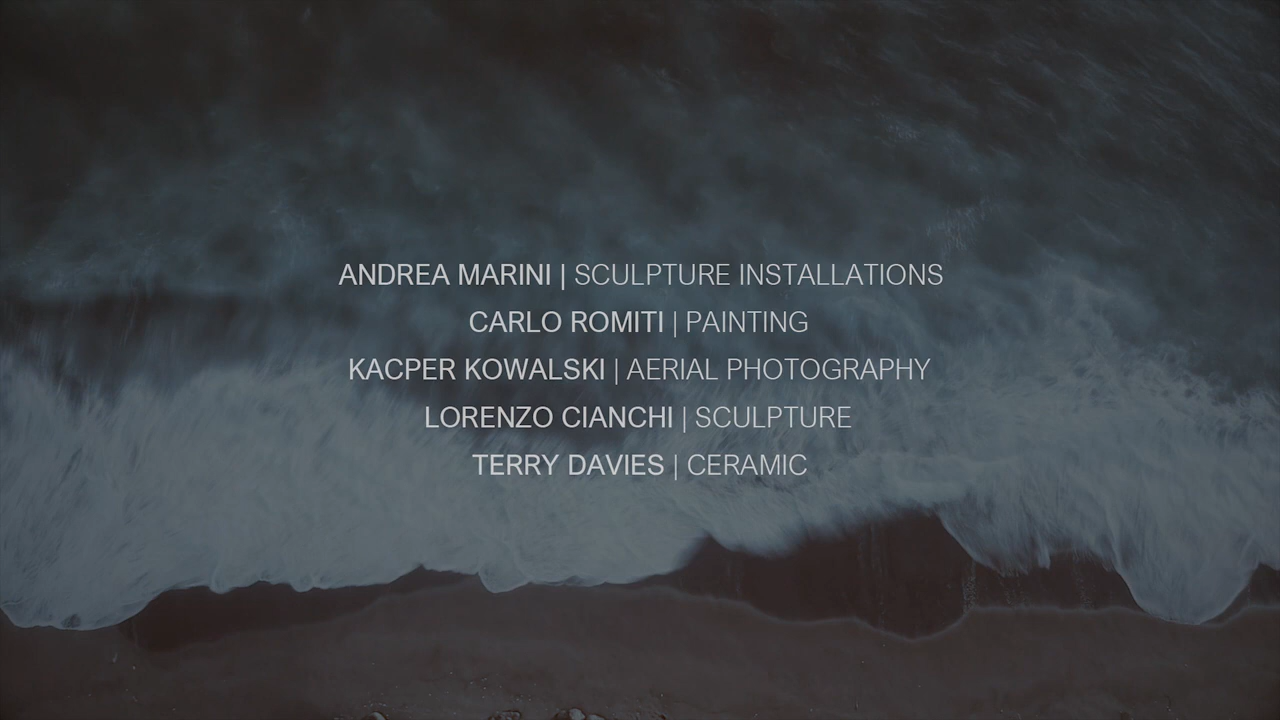 ANDREA MARINI | SCULPTURE INSTALLATIONS
CARLO ROMITI | PAINTING
KACPER KOWALSKI | AERIAL PHOTOGRAPHY
LORENZO CIANCHI | SCULPTURE
TERRY DAVIES | CERAMIC